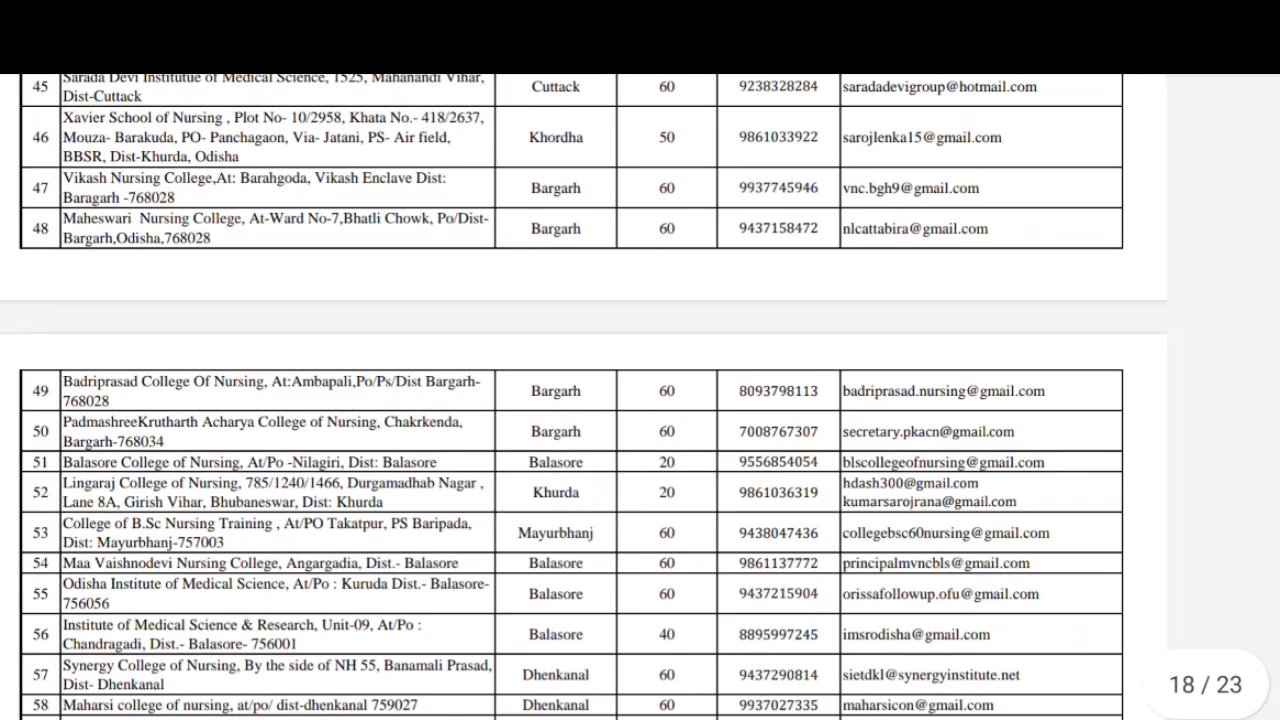 45 Sarada Devi Institutue of Medical Science, 1525, Mahanandi Vihar, Dist-Cuttack Cuttack 60 9238328284 saradadevigroup@hotmail.com
46 Xavier School of Nursing , Plot No- 10/2958, Khata No.- 418/2637,
Mouza- Barakuda, PO- Panchagaon, Via- Jatani, PS- Air field,
BBSR, Dist-Khurda, Odisha Khordha 50 9861033922 sarojlenka15@gmail.com
47 Vikash Nursing College,At: Barahgoda, Vikash Enclave Dist:
Baragarh -768028 Bargarh 60 9937745946 vnc.bgh9@gmail.com
48 Maheswari Nursing College, At-Ward No-7,Bhatli Chowk, Po/Dist-
Bargarh,Odisha,768028 Bargarh 60 9437158472 nlcattabira@gmail.com
49 Badriprasad College Of Nursing, At:Ambapali,Po/Ps/Dist Bargarh-
768028 Bargarh 60 8093798113 badriprasad.nursing@gmail.com
50 PadmashreeKrutharth Acharya College of Nursing, Chakrkenda,
Bargarh-768034 Bargarh 60 7008767307 secretary.pkacn@gmail.com
51 Balasore College of Nursing, At/Po -Nilagiri, Dist: Balasore Balasore 20 9556854054 blscollegeofnursing@gmail.com
52 Lingaraj College of Nursing, 785/1240/1466, Durgamadhab Nagar ,
Lane 8A, Girish Vihar, Bhubaneswar, Dist: Khurda Khurda 20 9861036319 hdash300@gmail.com
kumarsarojrana@gmail.com
53 College of B.Sc Nursing Training , At/PO Takatpur, PS Baripada,
Dist: Mayurbhanj-757003 Mayurbhanj 60 9438047436 collegebsc60nursing@gmail.com
54 Maa Vaishnodevi Nursing College, Angargadia, Dist.- Balasore Balasore 60 9861137772 principalmvncbls@gmail.com
55 Odisha Institute of Medical Science, At/Po : Kuruda Dist.- Balasore-
756056 Balasore 60 9437215904 orissafollowup.ofu@gmail.com
56 Institute of Medical Science & Research, Unit-09, At/Po :
Chandragadi, Dist.- Balasore- 756001 Balasore 40 8895997245 imsrodisha@gmail.com
57 Synergy College of Nursing, By the side of NH 55, Banamali Prasad,
Dist- Dhenkanal Dhenkanal 60 9437290814 sietdkl@synergyinstitute.net
58 Maharsi college of nursing, at/po/ dist-dhenkanal 759027 Dhenkanal 60 9937027335 maharsicon@gmail.com
18 / 23